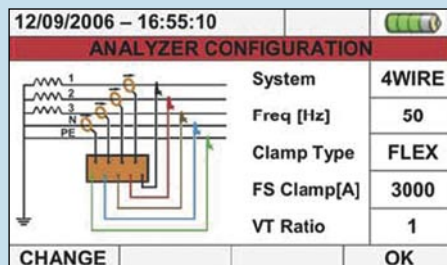 12/09/2006 – 16:55:10
ANALYZER CONFIGURATION
1
2
3
N
PE
System 4WIRE
Freq [Hz] 50
Clamp Type FLEX
FS Clamp[A] 3000
VT Ratio 1
CHANGE OK